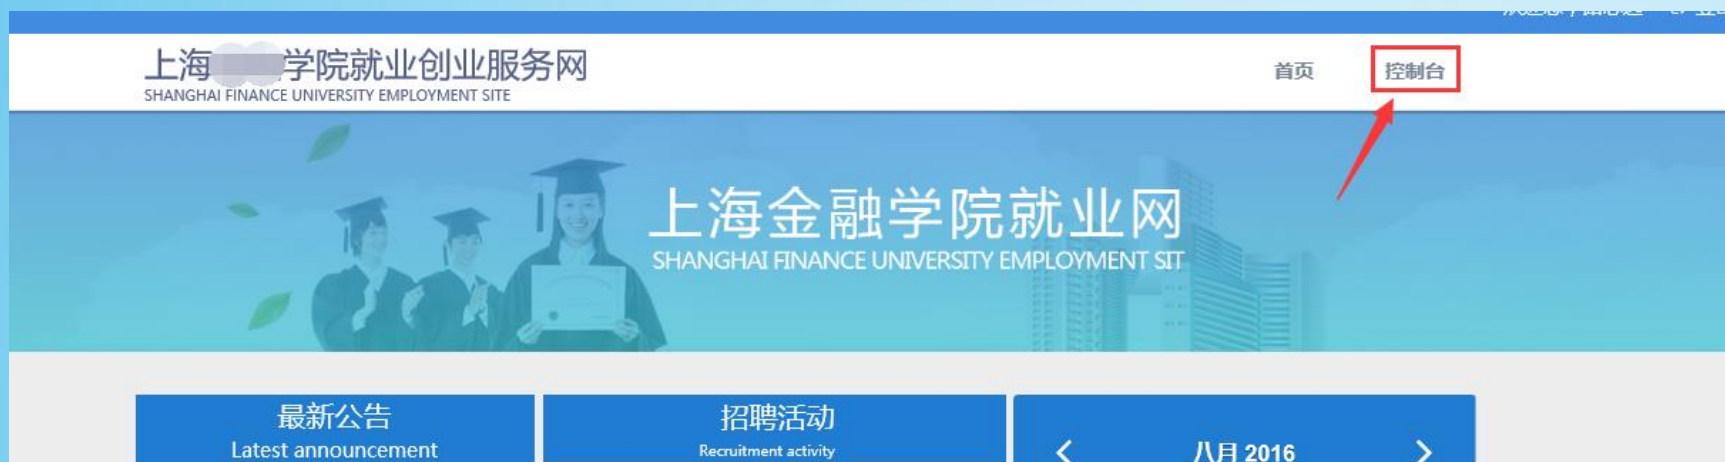 上海 学院就业创业服务网
SHANGHAI FINANCE UNIVERSITY EMPLOYMENT SITE
首页 控制台
上海金融学院就业网
SHANGHAI FINANCE UNIVERSITY EMPLOYMENT SIT
最新公告
Latest announcement
招聘活动
Recruitment activity
八月 2016